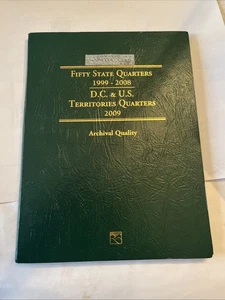 FIFTY STATE QUARTERS
1999 - 2008
D.C. & U.S.
TERRITORIES QUARTERS
2009
Archival Quality